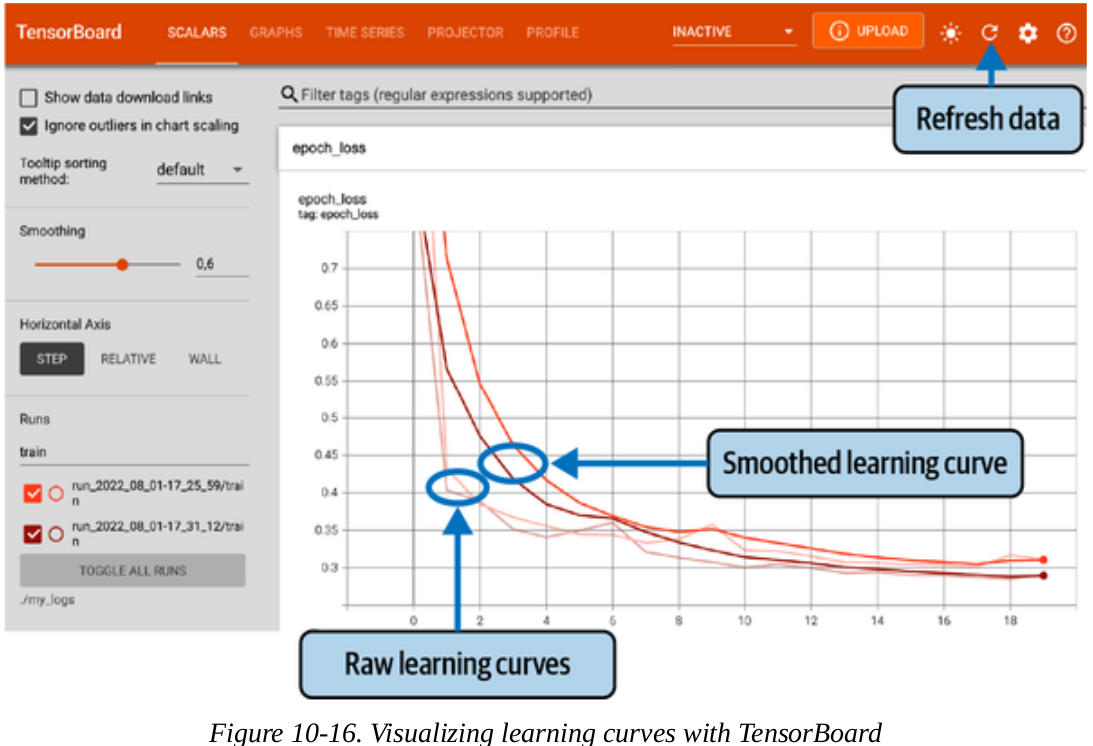 TensorBoard SCALARS GRAPHS TIME SERIES PROJECTOR PROFILE INACTIVE UPLOAD
Show data download links
Ignore outliers in chart scaling
Tooltip sorting
method: default
Smoothing
0,6
Horizontal Axis
STEP RELATIVE WALL
Runs
train
run_2022_08_01-17_25_59/trai
n
run_2022_08_01-17_31_12/trai
n
TOGGLE ALL RUNS
./my_logs
Filter tags (regular expressions supported)
Refresh data
epoch_loss
epoch_loss
tag: epoch_loss
0.7
0.65
0.6
0.55
0.5
0.45
0.4
0.35
0.3
0 2 4 6 8 10 12 14 16 18
Smoothed learning curve
Raw learning curves
Figure 10-16. Visualizing learning curves with TensorBoard